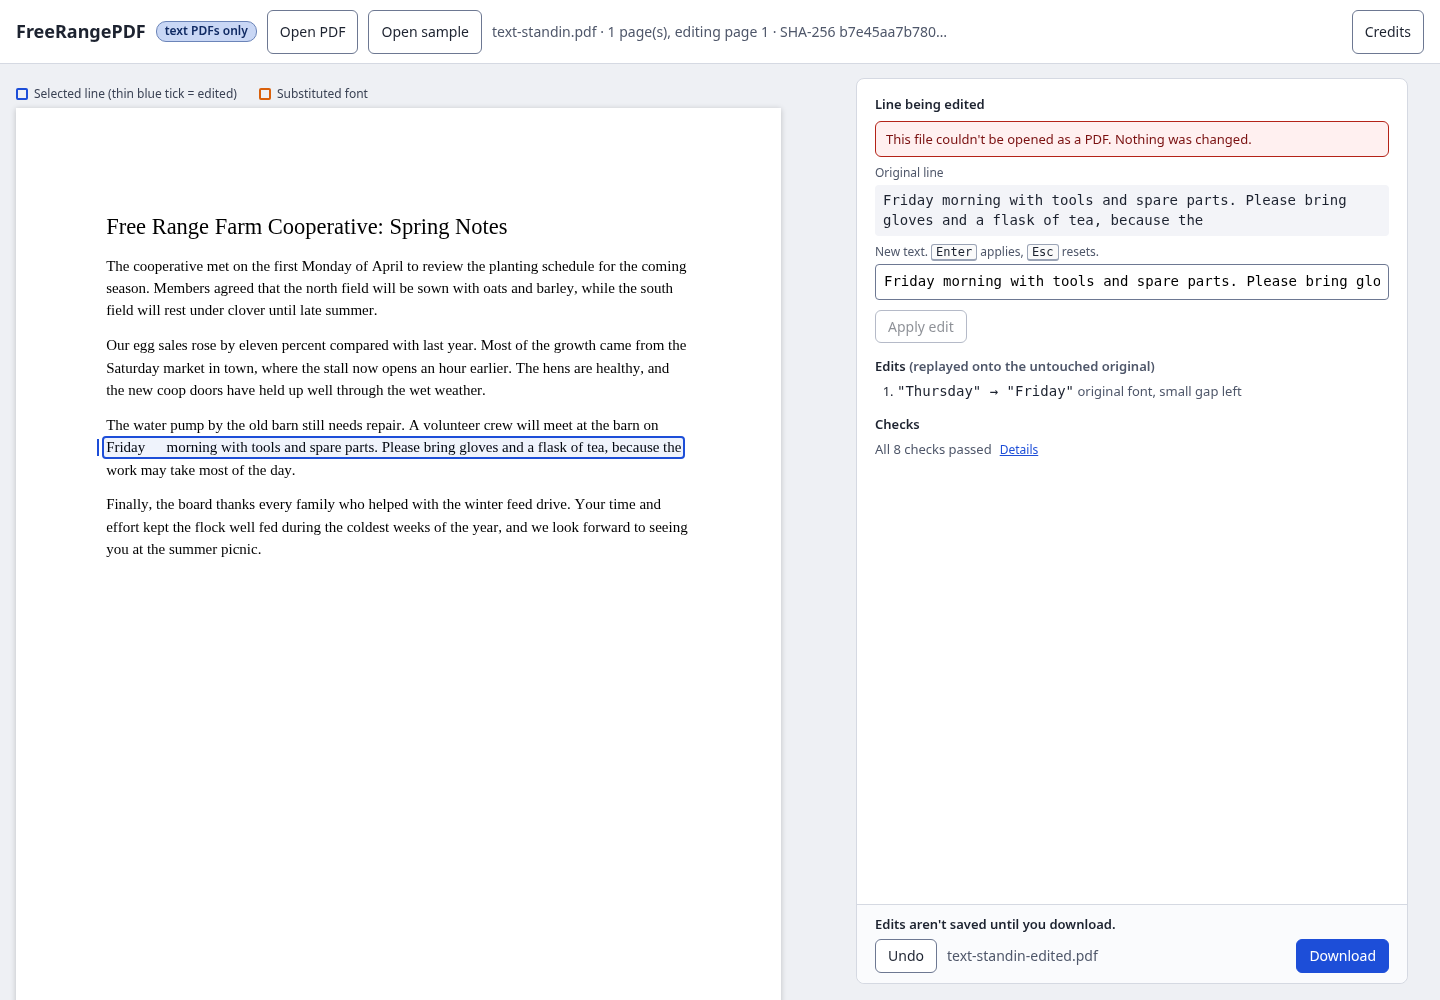 FreeRangePDF text PDFs only Open PDF Open sample text-standin.pdf · 1 page(s), editing page 1 · SHA-256 b7e45aa7b780… Credits
Selected line (thin blue tick = edited) Substituted font
Free Range Farm Cooperative: Spring Notes
The cooperative met on the first Monday of April to review the planting schedule for the coming
season. Members agreed that the north field will be sown with oats and barley, while the south
field will rest under clover until late summer.
Our egg sales rose by eleven percent compared with last year. Most of the growth came from the
Saturday market in town, where the stall now opens an hour earlier. The hens are healthy, and
the new coop doors have held up well through the wet weather.
The water pump by the old barn still needs repair. A volunteer crew will meet at the barn on
Friday morning with tools and spare parts. Please bring gloves and a flask of tea, because the
work may take most of the day.
Finally, the board thanks every family who helped with the winter feed drive. Your time and
effort kept the flock well fed during the coldest weeks of the year, and we look forward to seeing
you at the summer picnic.
Line being edited
This file couldn't be opened as a PDF. Nothing was changed.
Original line
Friday morning with tools and spare parts. Please bring
gloves and a flask of tea, because the
New text. Enter applies, Esc resets.
Friday morning with tools and spare parts. Please bring glo
Apply edit
Edits (replayed onto the untouched original)
1. "Thursday" → "Friday" original font, small gap left
Checks
All 8 checks passed Details
Edits aren't saved until you download.
Undo text-standin-edited.pdf Download